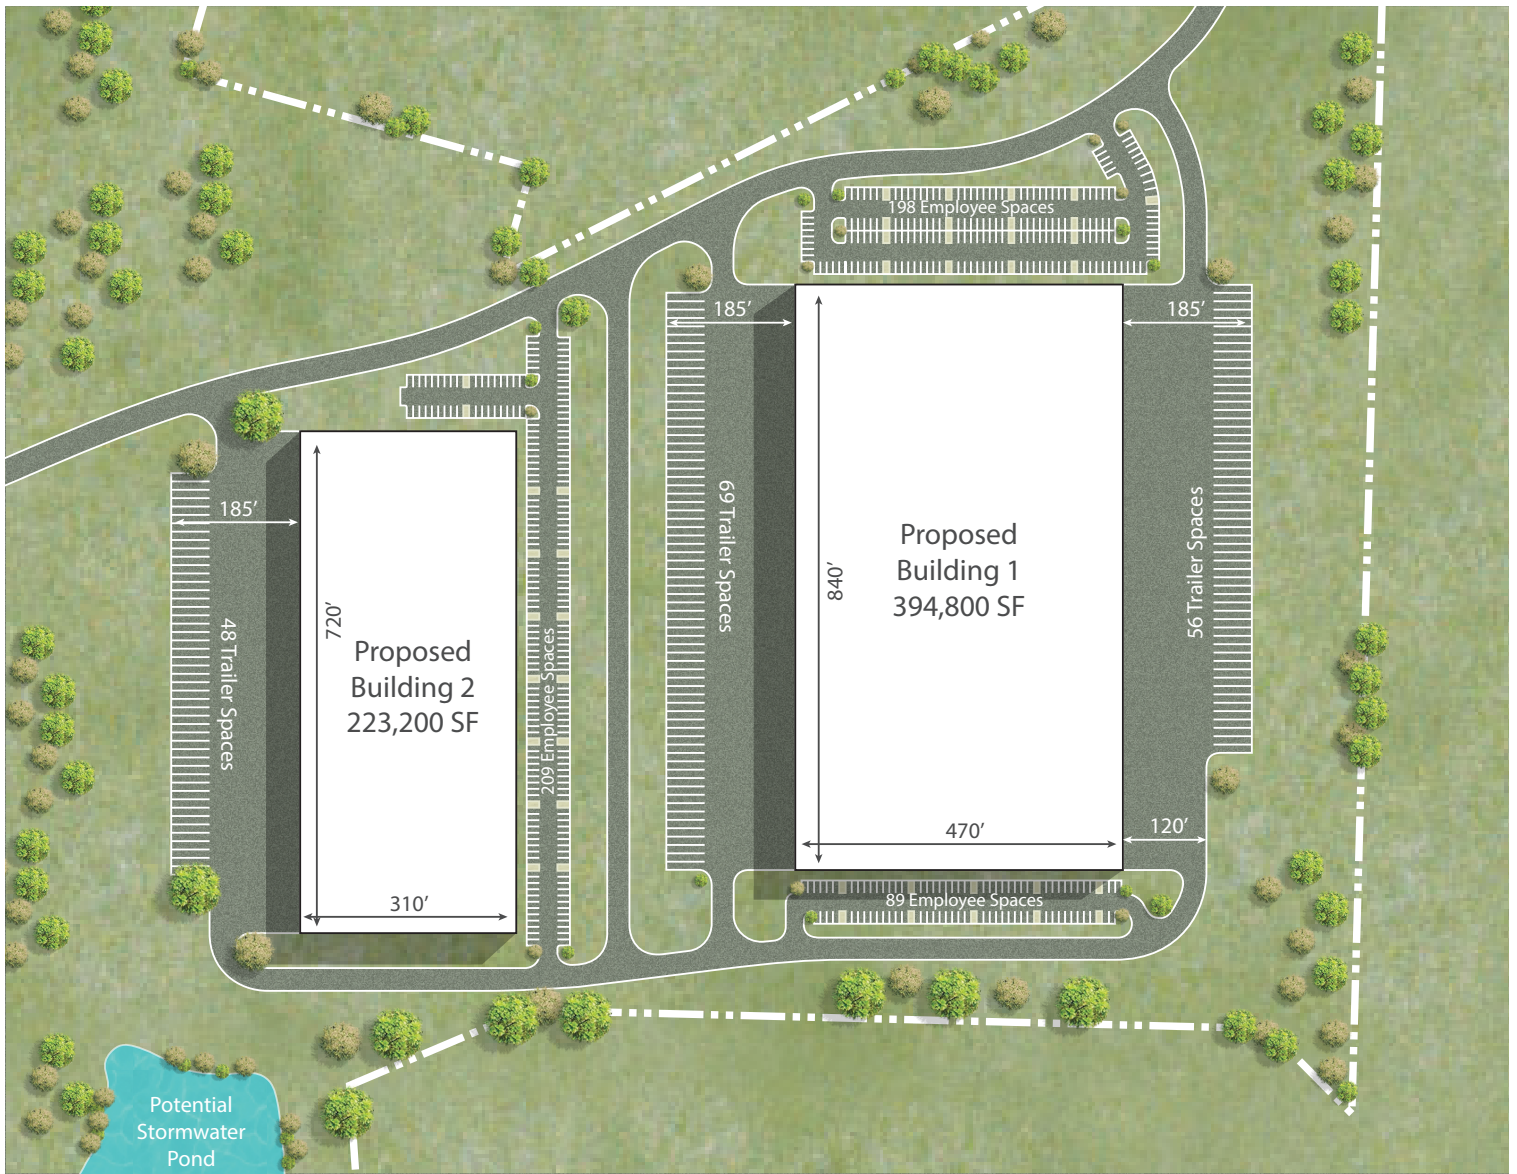 198 Employee Spaces
185’
185’
69 Trailer Spaces
840’
Proposed
Building 1
394,800 SF
56 Trailer Spaces
470’
120’
89 Employee Spaces
185’
48 Trailer Spaces
720’
Proposed
Building 2
223,200 SF
310’
209 Employee Spaces
Potential
Stormwater
Pond